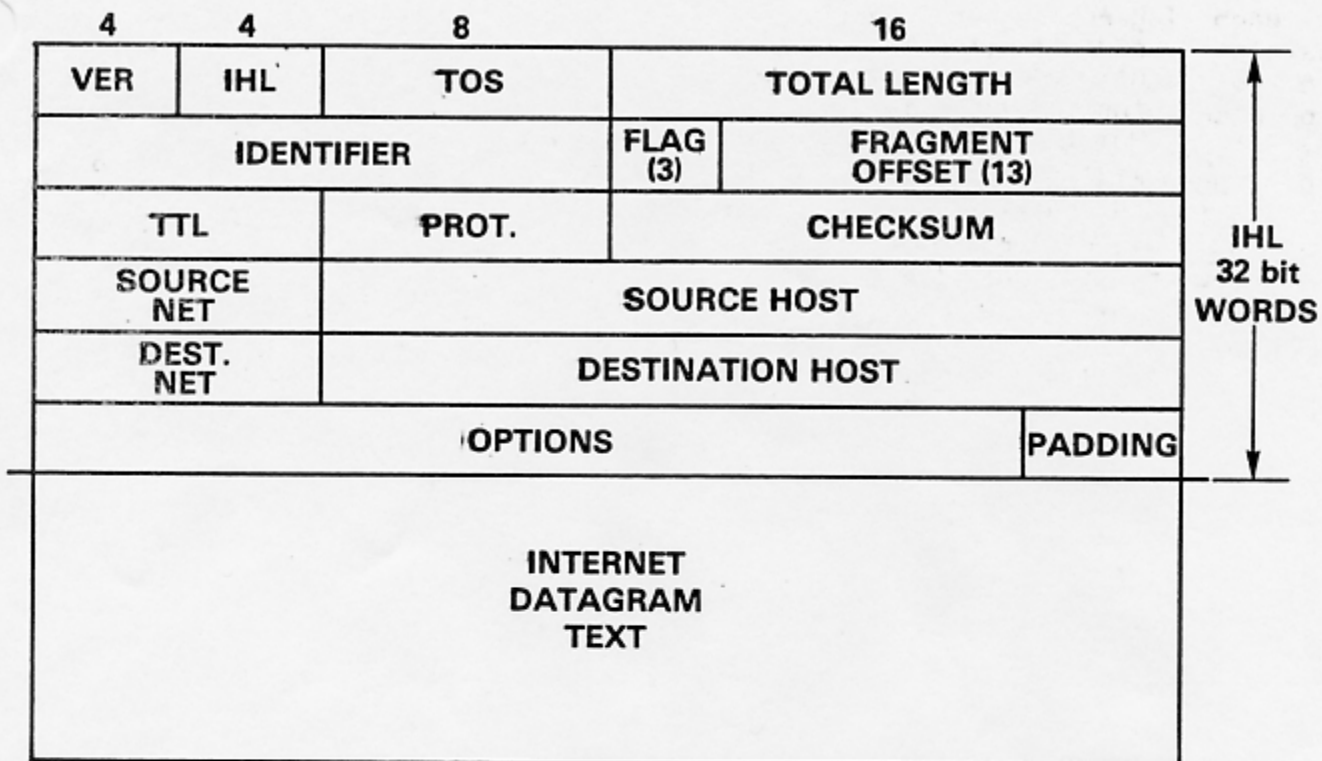 4 4 8 16
VER IHL TOS TOTAL LENGTH
IDENTIFIER
FLAG
(3)
FRAGMENT
OFFSET (13)
TTL PROT. CHECKSUM
SOURCE
NET
SOURCE HOST
DEST.
NET
DESTINATION HOST
OPTIONS PADDING
IHL
32 bit
WORDS
INTERNET
DATAGRAM
TEXT